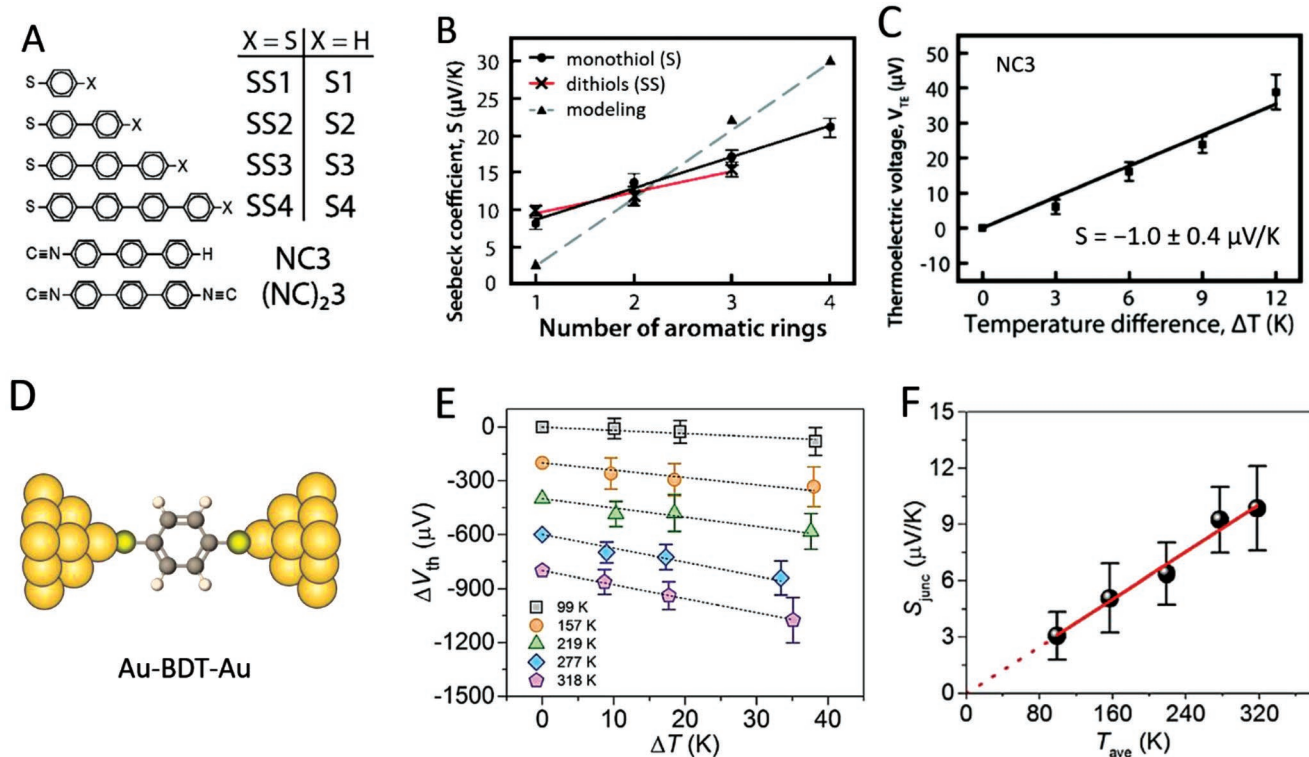 A
X = S X = H
S X SS1 S1
S X SS2 S2
S X SS3 S3
S X SS4 S4
C≡N H NC3
C≡N N≡C (NC)₂3
B
Seebeck coefficient, S (µV/K)
30
25
20
15
10
5
0
monothiol (S)
dithiols (SS)
modeling
1 2 3 4
Number of aromatic rings
C
Thermoelectric voltage, V_TE (µV)
50
40
30
20
10
0
-10
NC3
S = −1.0 ± 0.4 µV/K
0 3 6 9 12
Temperature difference, ΔT (K)
D
Au-BDT-Au
E
ΔV_th (µV)
0
-300
-600
-900
-1200
-1500
99 K
157 K
219 K
277 K
318 K
0 10 20 30 40
ΔT (K)
F
S_junc (µV/K)
15
12
9
6
3
0
0 80 160 240 320
T_ave (K)